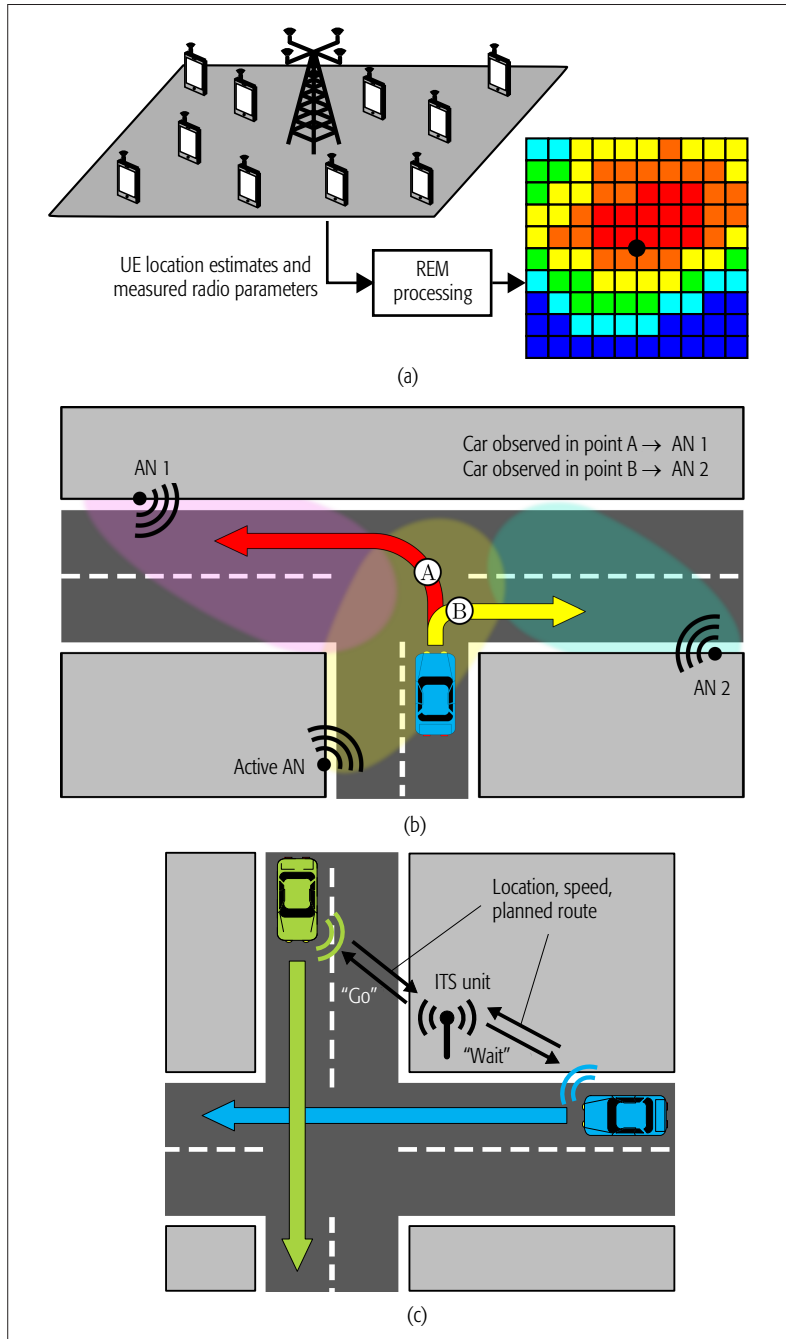 UE location estimates and
measured radio parameters
REM
processing
(a)
AN 1
Car observed in point A → AN 1
Car observed in point B → AN 2
A
B
AN 2
Active AN
(b)
Location, speed,
planned route
ITS unit
“Go”
“Wait”
(c)